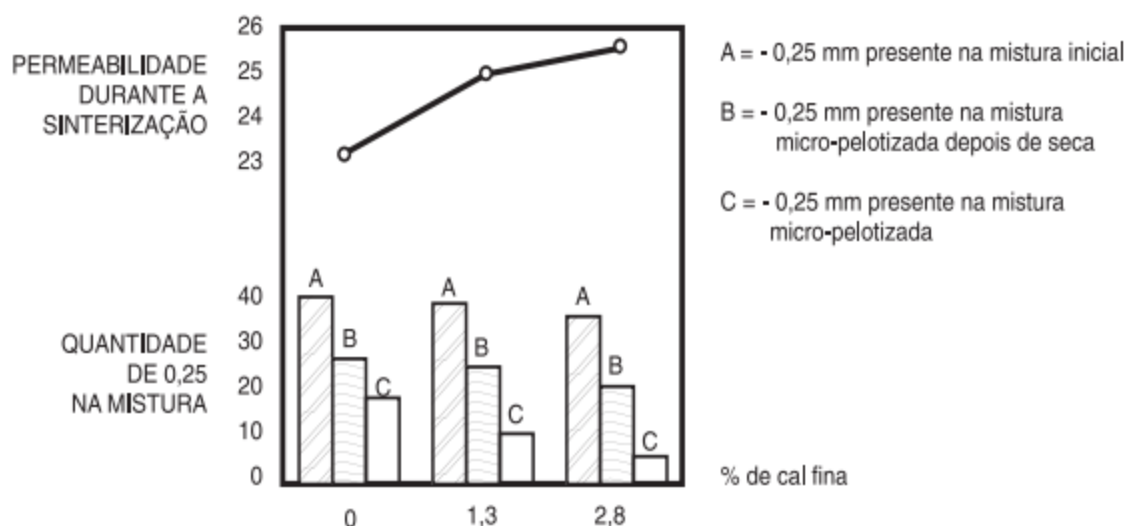 PERMEABILIDADE
DURANTE A
SINTERIZAÇÃO
26
25
24
23
QUANTIDADE
DE 0,25
NA MISTURA
40
30
20
10
0
A
B
C
A
B
C
A
B
C
0
1,3
2,8
A = - 0,25 mm presente na mistura inicial
B = - 0,25 mm presente na mistura
micro-pelotizada depois de seca
C = - 0,25 mm presente na mistura
micro-pelotizada
% de cal fina